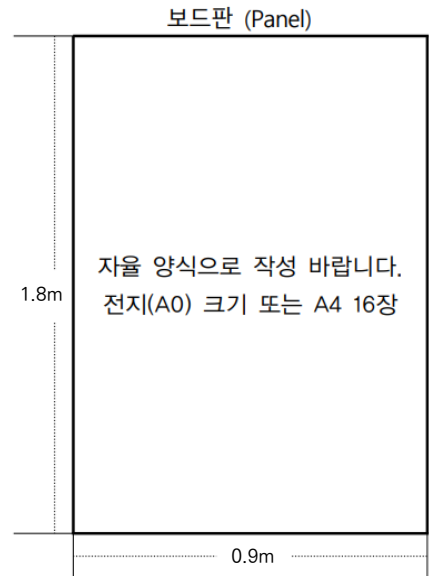 보드판 (Panel)
자율 양식으로 작성 바랍니다.
전지(A0) 크기 또는 A4 16장
1.8m
0.9m